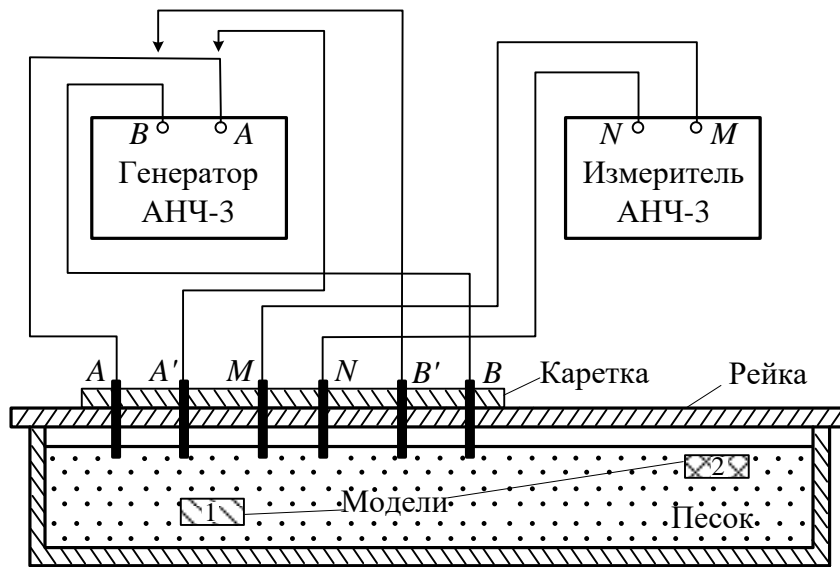 B A
Генератор
АНЧ-3
N M
Измеритель
АНЧ-3
A A' M N B' B
Каретка
Рейка
1
Модели
2
Песок